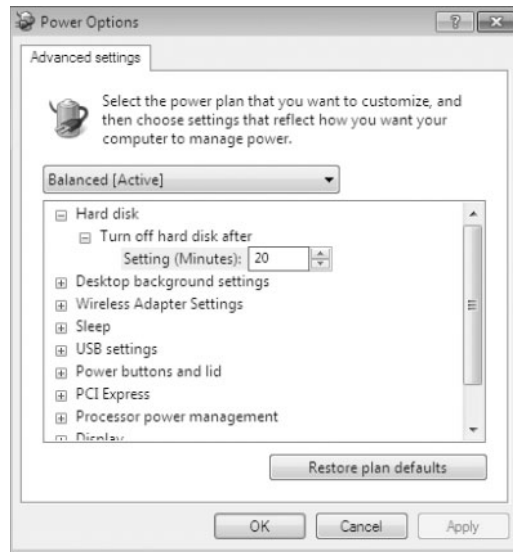 Power Options
Advanced settings
Select the power plan that you want to customize, and
then choose settings that reflect how you want your
computer to manage power.
Balanced [Active]
Hard disk
Turn off hard disk after
Setting (Minutes): 20
Desktop background settings
Wireless Adapter Settings
Sleep
USB settings
Power buttons and lid
PCI Express
Processor power management
Display
Restore plan defaults
OK Cancel Apply